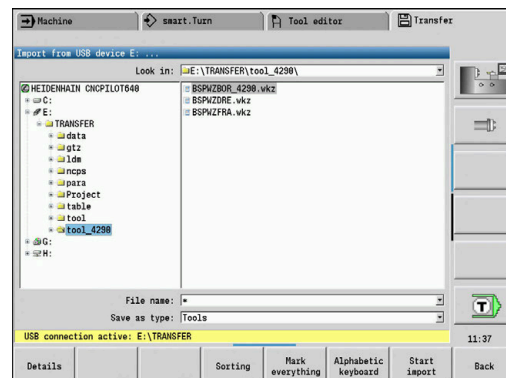 Machine
smart.Turn
Tool editor
Transfer
Import from USB device E: ...
Look in: E:\TRANSFER\tool_4290\
HEIDENHAIN CNCPILOT640
C:
E:
TRANSFER
data
gtz
ldm
ncps
para
Project
table
tool
tool_4290
G:
H:
BSPWZBOR_4290.wkz
BSPWZDRE.wkz
BSPWZFRA.wkz
File name: *
Save as type: Tools
USB connection active: E:\TRANSFER
T
11:37
Details
Sorting
Mark everything
Alphabetic keyboard
Start import
Back